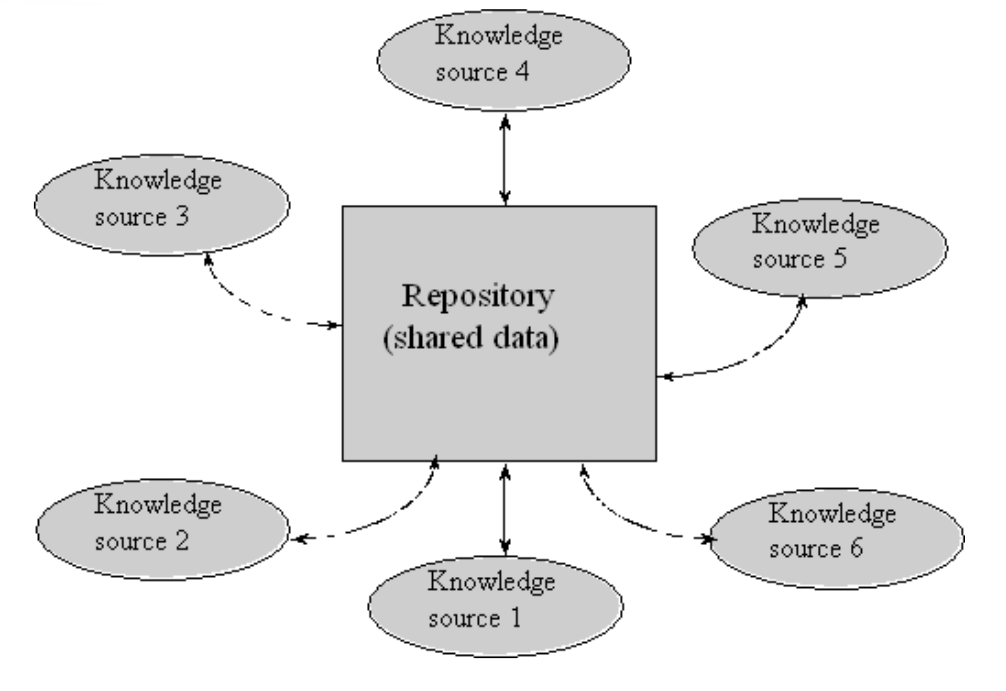 Knowledge
source 4
Knowledge
source 3
Knowledge
source 5
Repository
(shared data)
Knowledge
source 2
Knowledge
source 6
Knowledge
source 1